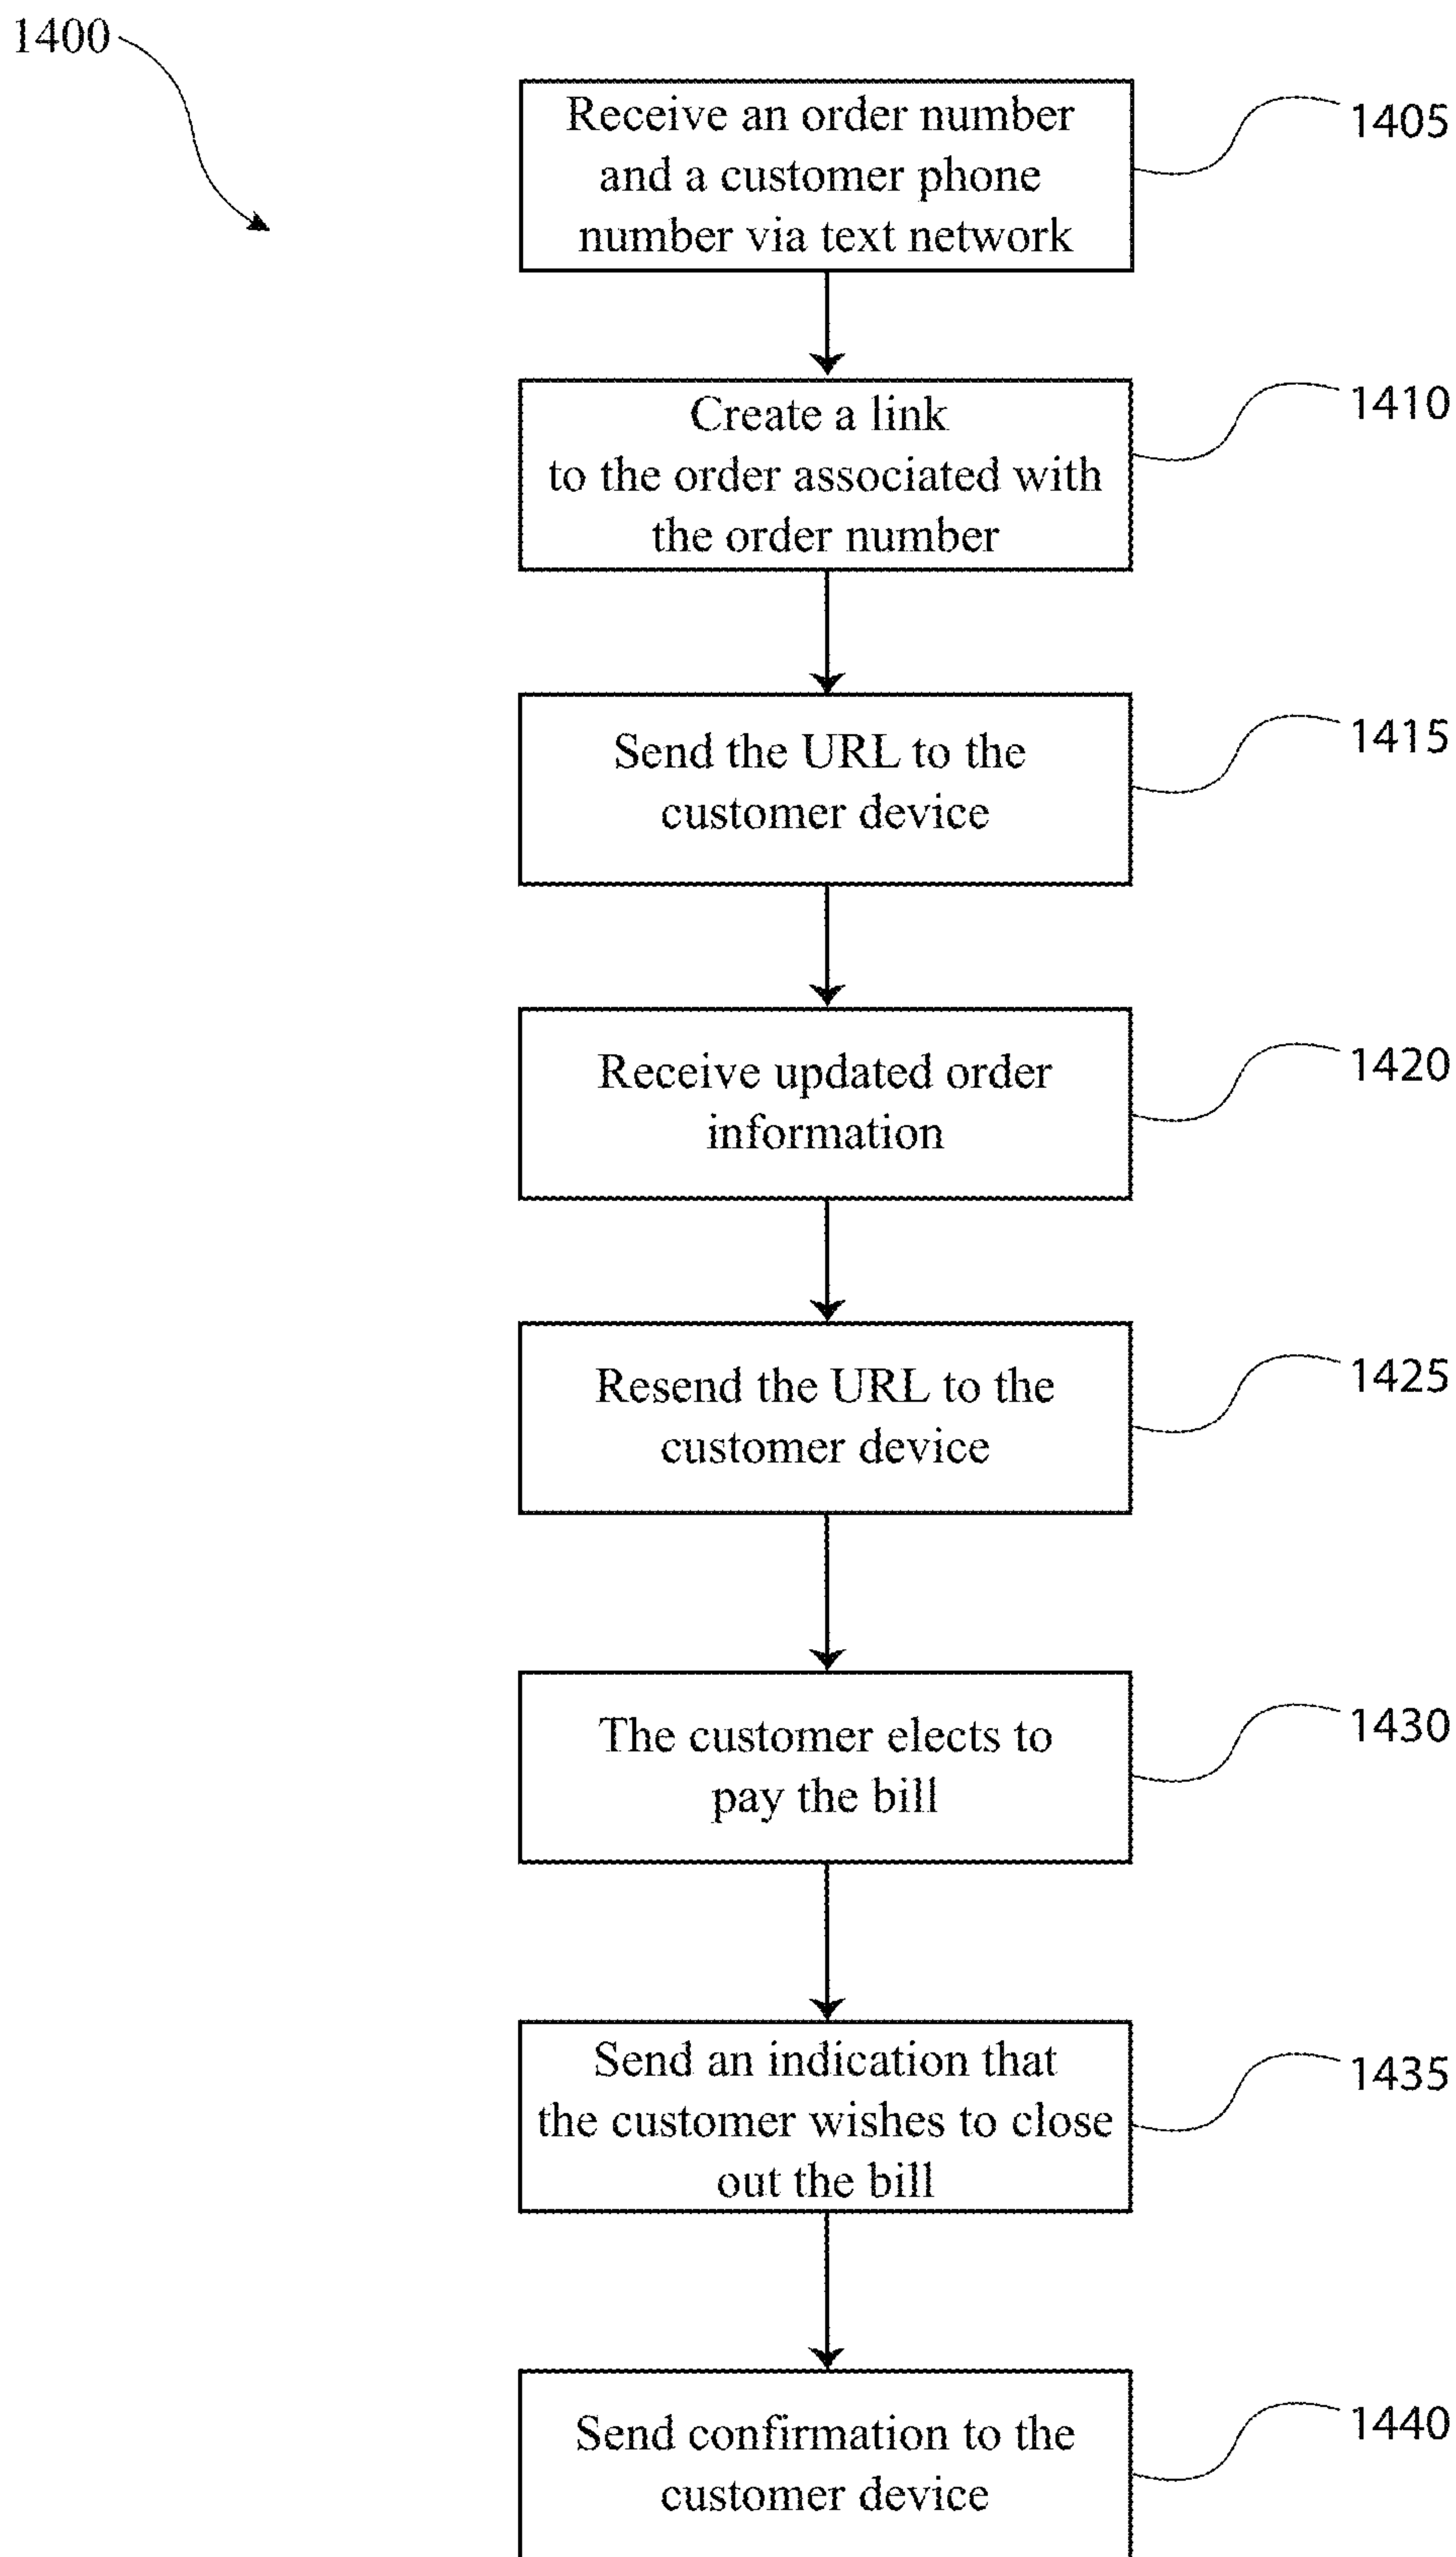 1400
Receive an order number
and a customer phone
number via text network
1405
Create a link
to the order associated with
the order number
1410
Send the URL to the
customer device
1415
Receive updated order
information
1420
Resend the URL to the
customer device
1425
The customer elects to
pay the bill
1430
Send an indication that
the customer wishes to close
out the bill
1435
Send confirmation to the
customer device
1440